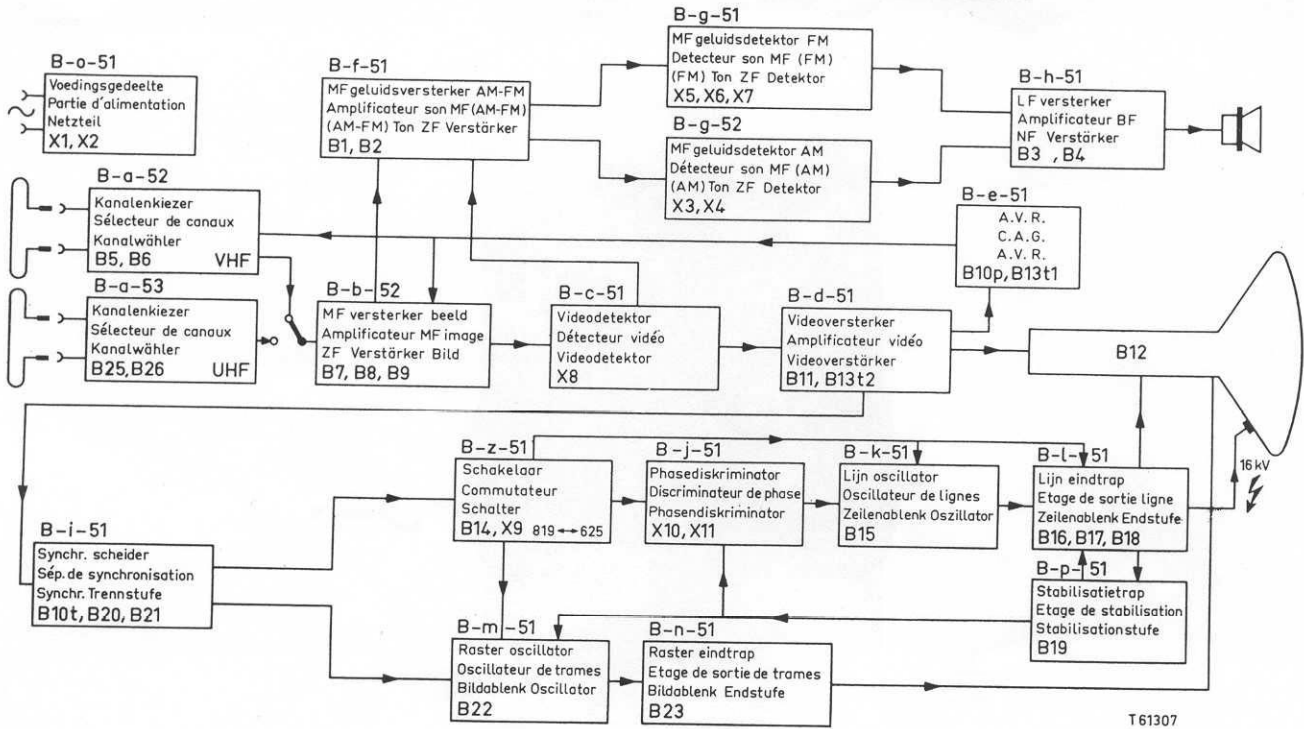 B-o-51
Voedingsgedeelte
Partie d'alimentation
Netzteil
X1, X2
B-f-51
MF geluidsversterker AM-FM
Amplificateur son MF (AM-FM)
(AM-FM) Ton ZF Verstärker
B1, B2
B-g-51
MF geluidsdetektor FM
Detecteur son MF (FM)
(FM) Ton ZF Detektor
X5, X6, X7
B-g-52
MF geluidsdetektor AM
Détecteur son MF (AM)
(AM) Ton ZF Detektor
X3, X4
B-h-51
LF versterker
Amplificateur BF
NF Verstärker
B3 , B4
B-a-52
Kanalenkiezer
Sélecteur de canaux
Kanalwähler
B5, B6 VHF
B-e-51
A.V.R.
C.A.G.
A.V.R.
B10p, B13t1
B-a-53
Kanalenkiezer
Sélecteur de canaux
Kanalwähler
B25, B26 UHF
B-b-52
MF versterker beeld
Amplificateur MF image
ZF Verstärker Bild
B7, B8, B9
B-c-51
Videodetektor
Détecteur vidéo
Videodetektor
X8
B-d-51
Videoversterker
Amplificateur vidéo
Videoverstärker
B11, B13t2
B12
16 kV
B-i-51
Synchr. scheider
Sép. de synchronisation
Synchr. Trennstufe
B10t, B20, B21
B-z-51
Schakelaar
Commutateur
Schalter
B14, X9 819 ↔ 625
B-j-51
Phasediskriminator
Discriminateur de phase
Phasendiskriminator
X10, X11
B-k-51
Lijn oscillator
Oscillateur de lignes
Zeilenablenk Oszillator
B15
B-l-51
Lijn eindtrap
Etage de sortie ligne
Zeilenablenk Endstufe
B16, B17, B18
B-p-51
Stabilisatietrap
Etage de stabilisation
Stabilisationstufe
B19
B-m-51
Raster oscillator
Oscillateur de trames
Bildablenk Oscillator
B22
B-n-51
Raster eindtrap
Etage de sortie de trames
Bildablenk Endstufe
B23
T 61307